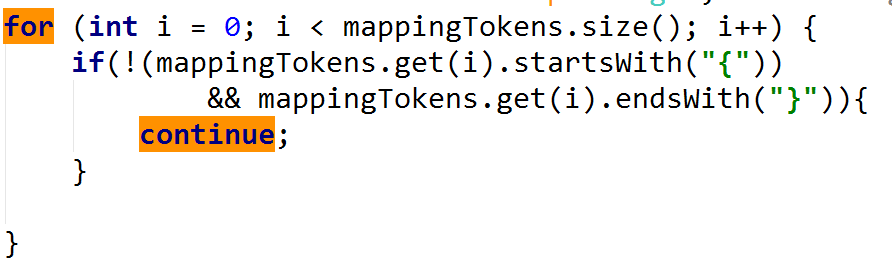 for (int i = 0; i < mappingTokens.size(); i++) {
if(!(mappingTokens.get(i).startsWith("{"))
&& mappingTokens.get(i).endsWith("}")){
continue;
}
}